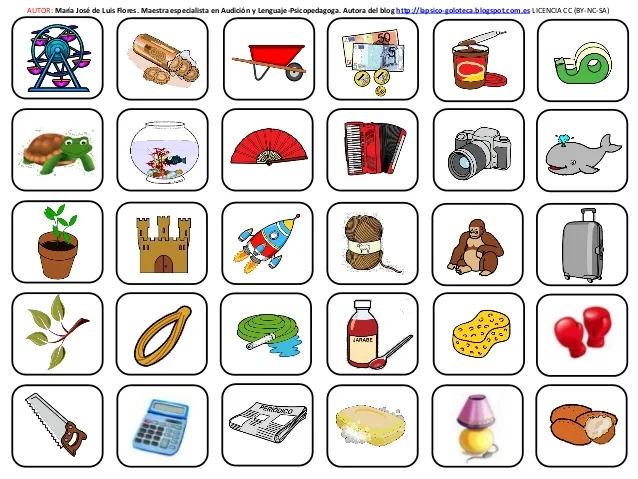 AUTOR: María José de Luis Flores. Maestra especialista en Audición y Lenguaje-Psicopedagoga. Autora del blog http://lapsico-goloteca.blogspot.com.es LICENCIA CC (BY-NC-SA)
JARABE
PERIÓDICO